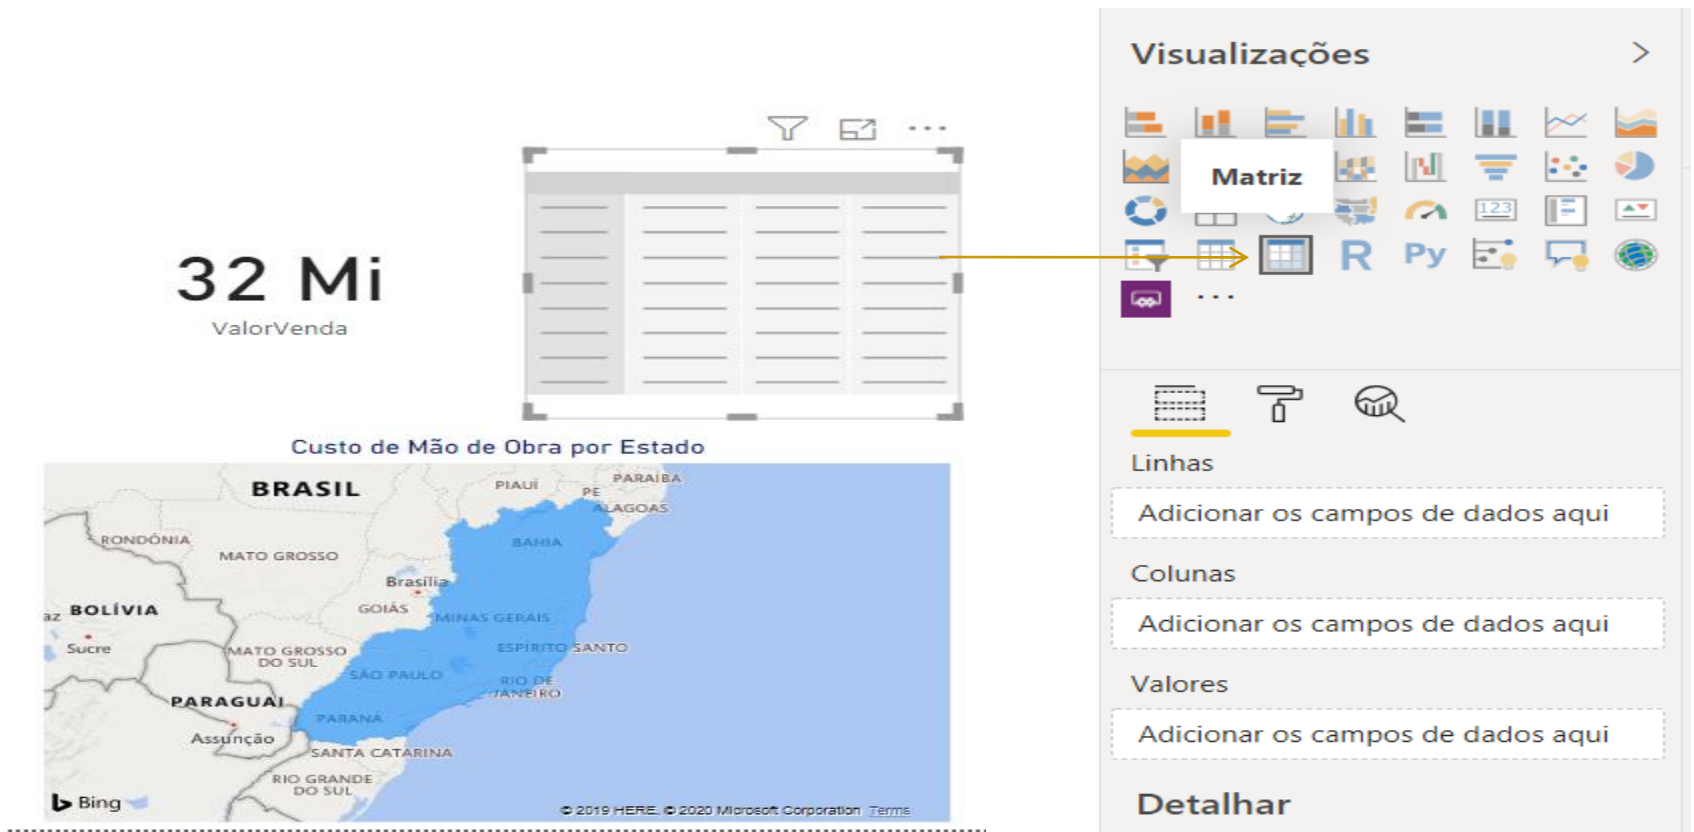 Visualizações
Matriz
123
R
Py
32 Mi
ValorVenda
Custo de Mão de Obra por Estado
BRASIL
PIAUÍ
PARAÍBA
PE
ALAGOAS
RONDÔNIA
MATO GROSSO
BAHIA
Brasília
GOIÁS
MINAS GERAIS
az BOLÍVIA
Sucre
MATO GROSSO
DO SUL
ESPÍRITO SANTO
SÃO PAULO
RIO DE
JANEIRO
PARAGUAI
PARANÁ
Assunção
SANTA CATARINA
RIO GRANDE
DO SUL
Bing
© 2019 HERE, © 2020 Microsoft Corporation Terms
Linhas
Adicionar os campos de dados aqui
Colunas
Adicionar os campos de dados aqui
Valores
Adicionar os campos de dados aqui
Detalhar